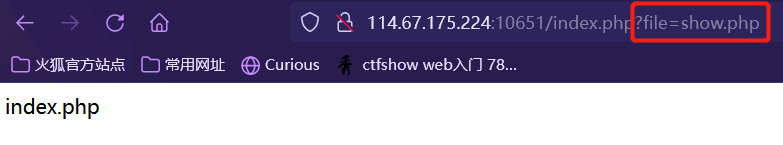 114.67.175.224:10651/index.php?file=show.php
火狐官方站点 常用网址 Curious 秀 ctfshow web入门 78...
index.php